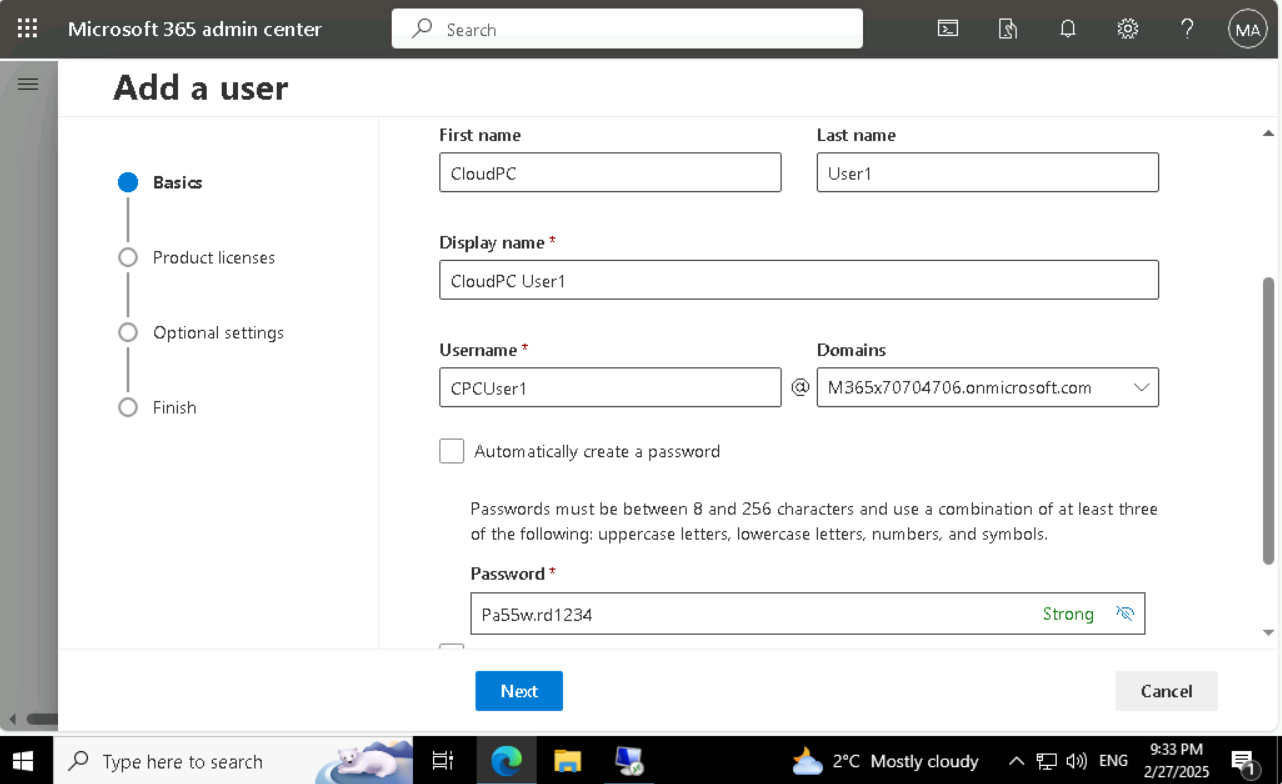 Microsoft 365 admin center
Search
MA
Add a user
Basics
Product licenses
Optional settings
Finish
First name
Last name
CloudPC
User1
Display name *
CloudPC User1
Username *
Domains
CPCUser1
@
M365x70704706.onmicrosoft.com
Automatically create a password
Passwords must be between 8 and 256 characters and use a combination of at least three
of the following: uppercase letters, lowercase letters, numbers, and symbols.
Password *
Pa55w.rd1234
Strong
Next
Cancel
Type here to search
2°C Mostly cloudy
ENG
9:33 PM
2/27/2025
1